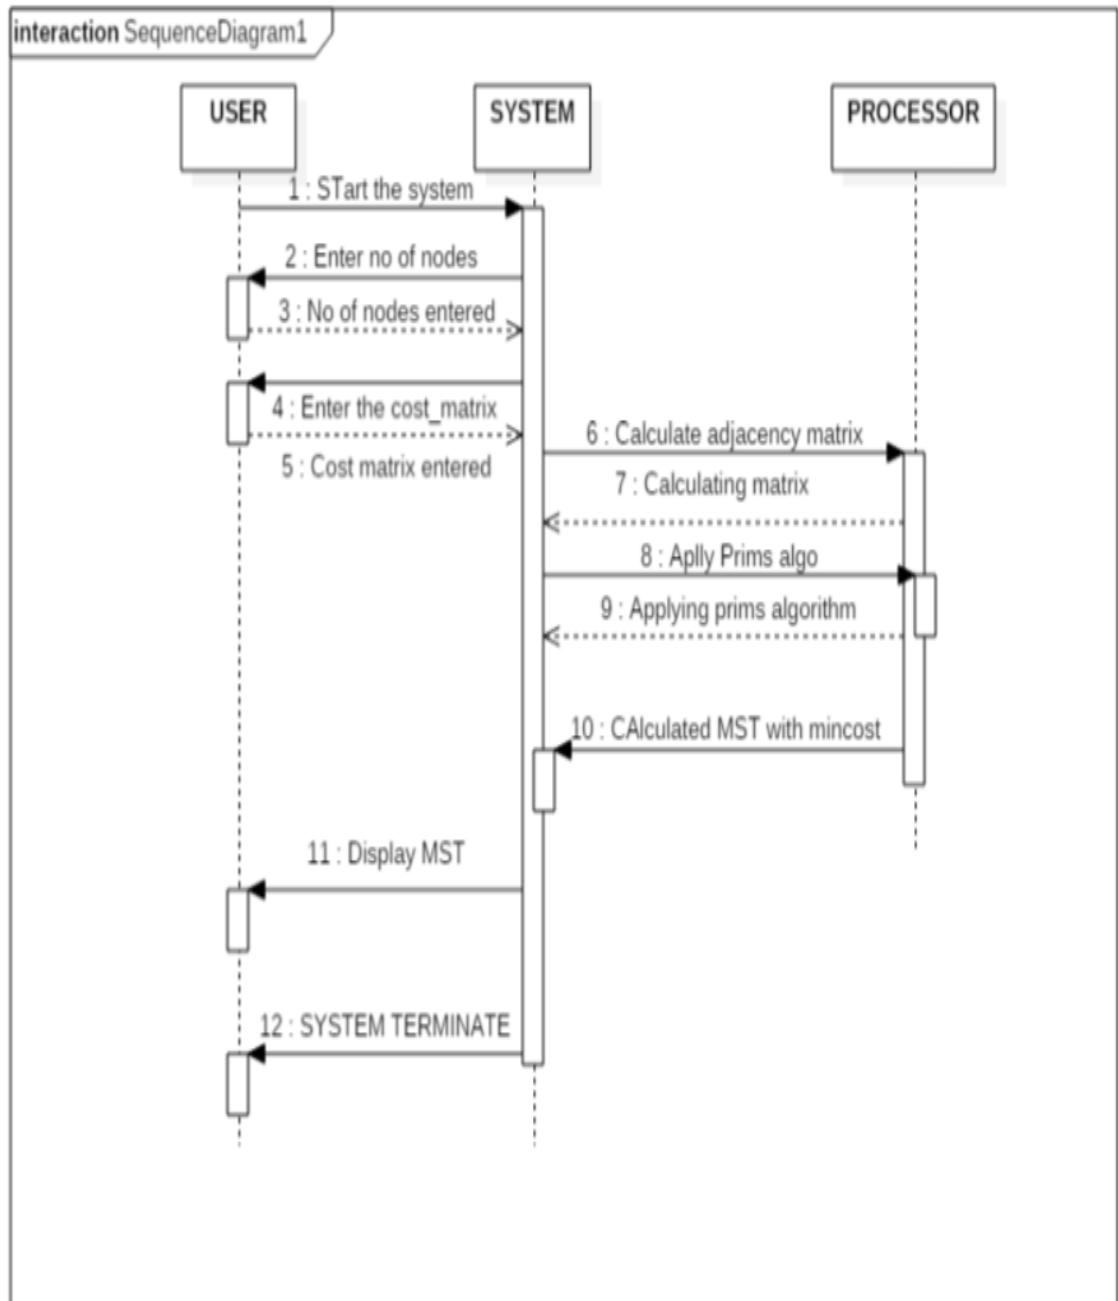 interaction SequenceDiagram1
USER
SYSTEM
PROCESSOR
1 : STart the system
2 : Enter no of nodes
3 : No of nodes entered
4 : Enter the cost_matrix
5 : Cost matrix entered
6 : Calculate adjacency matrix
7 : Calculating matrix
8 : Aplly Prims algo
9 : Applying prims algorithm
10 : CAlculated MST with mincost
11 : Display MST
12 : SYSTEM TERMINATE